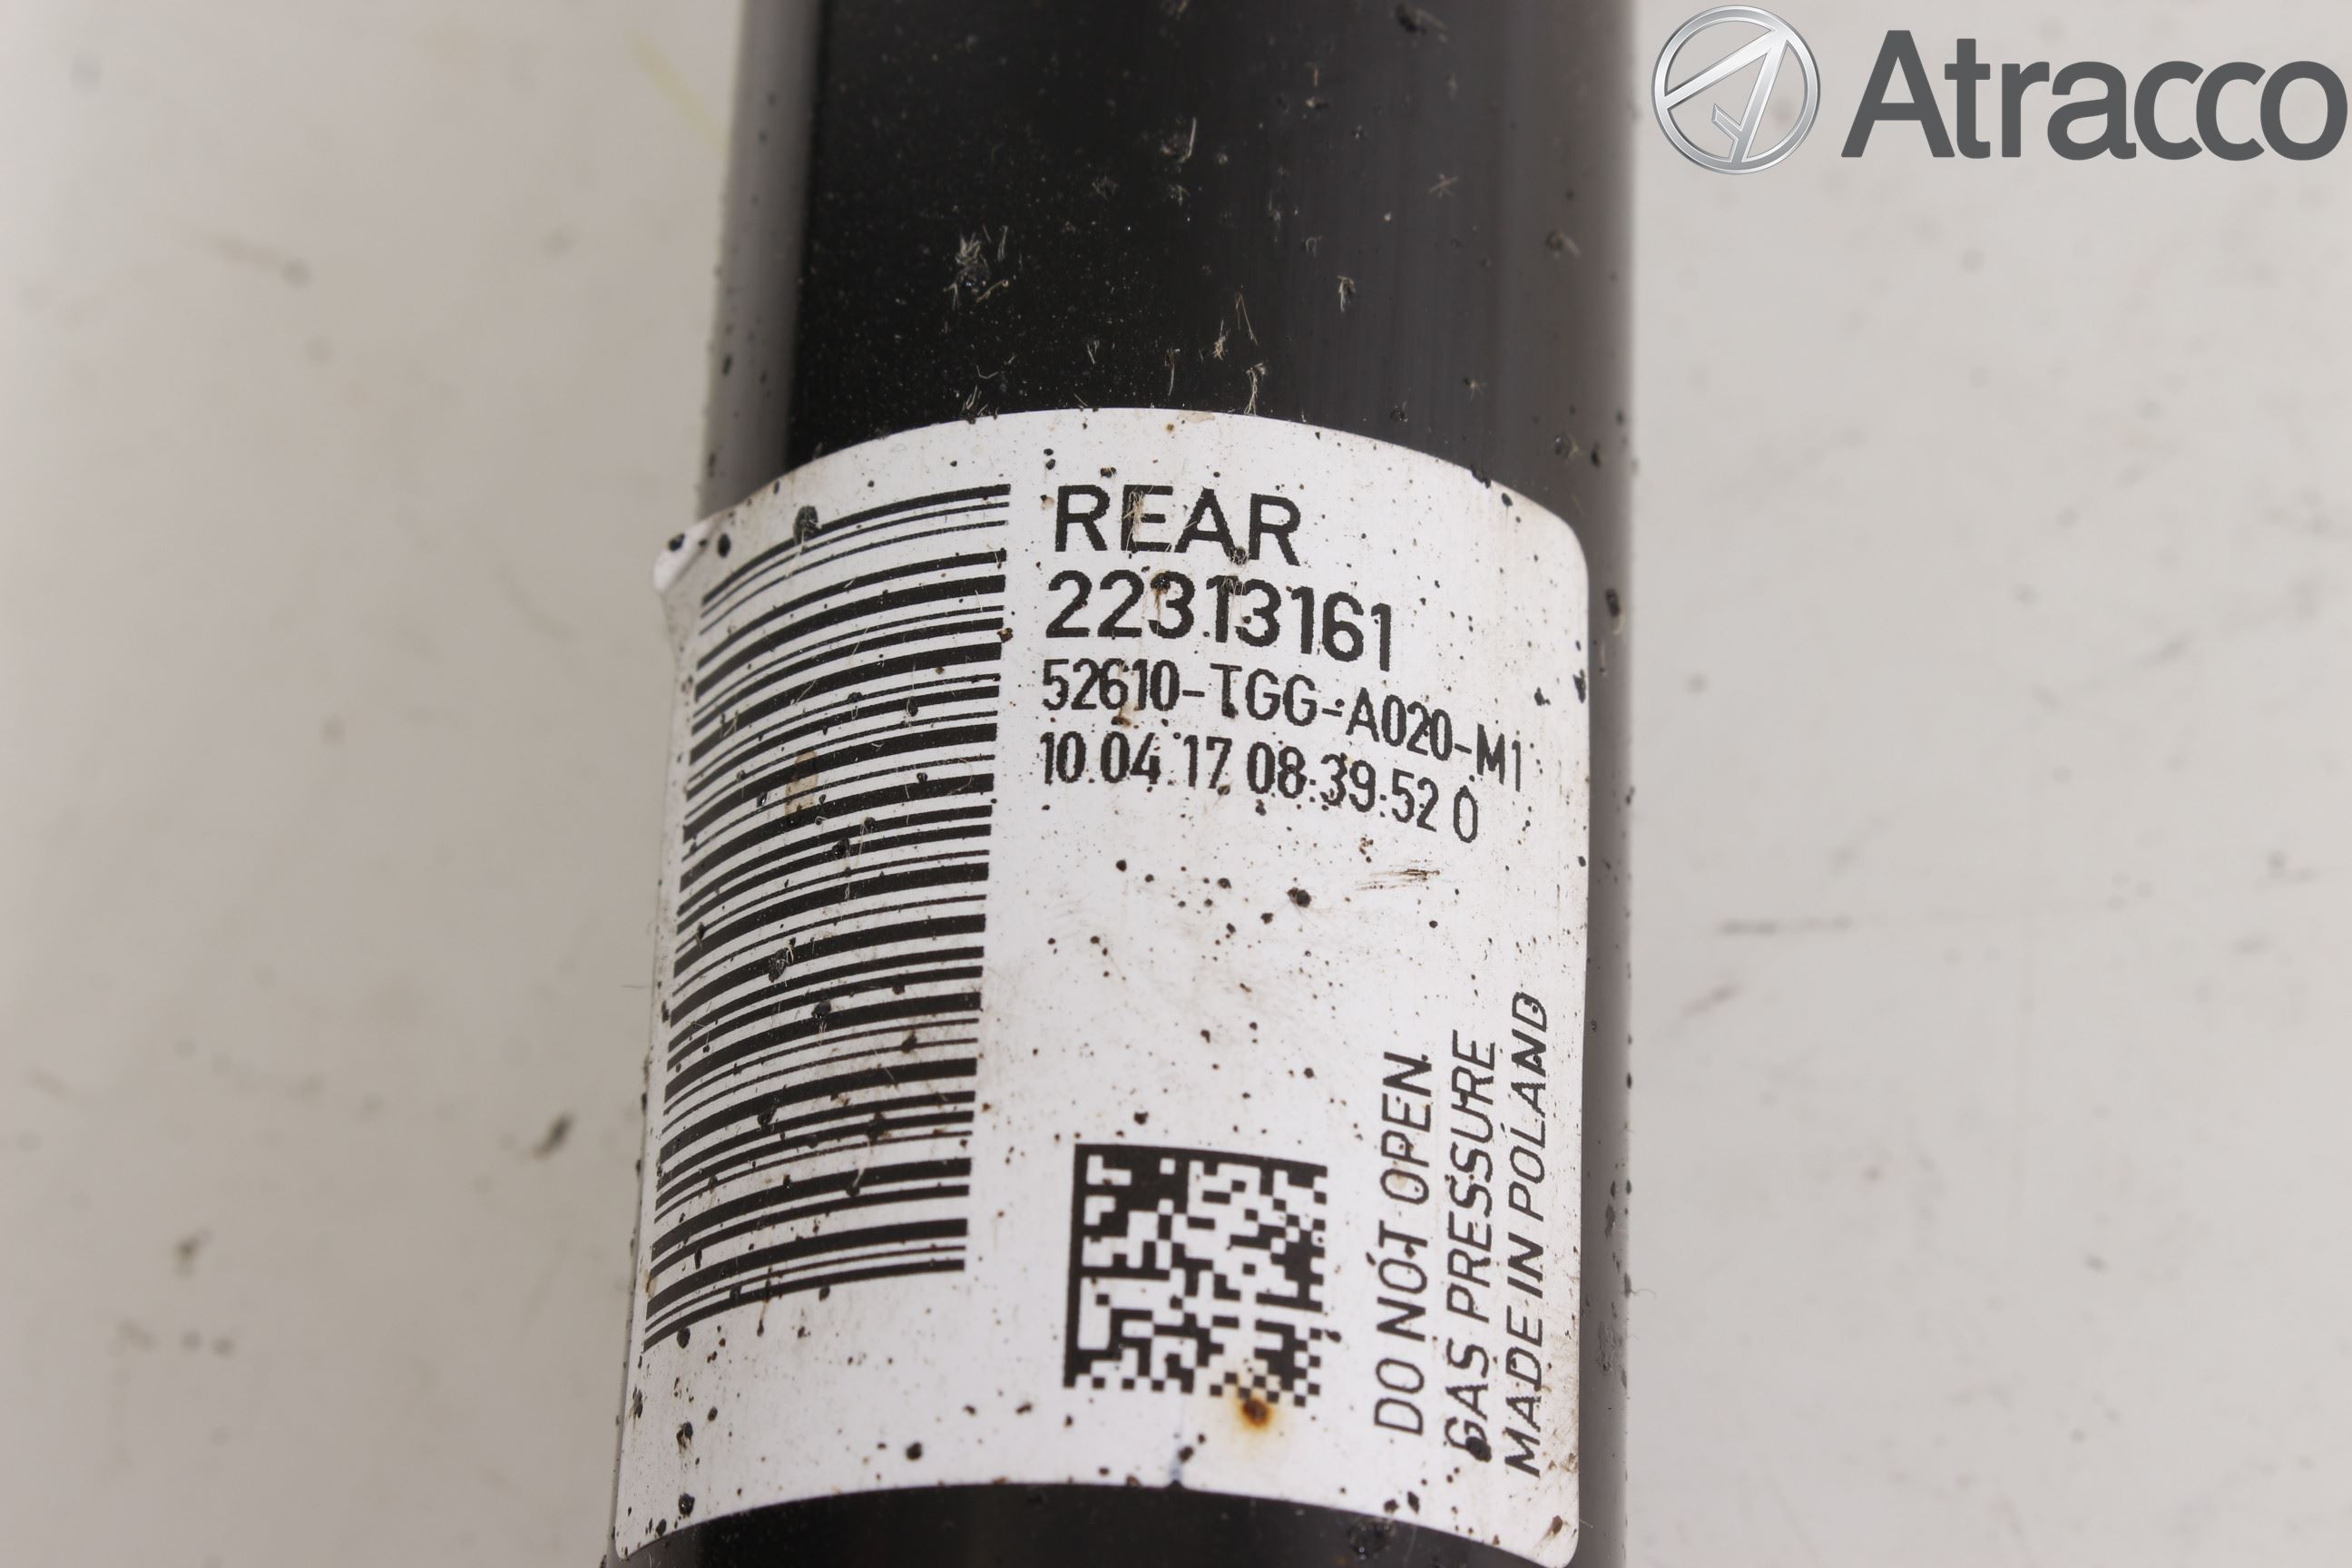 Atracco
REAR
22313161
52610-TGG-A020-M1
10.04.17 08:39:52 0
DO NOT OPEN
GAS PRESSURE
MADE IN POLAND